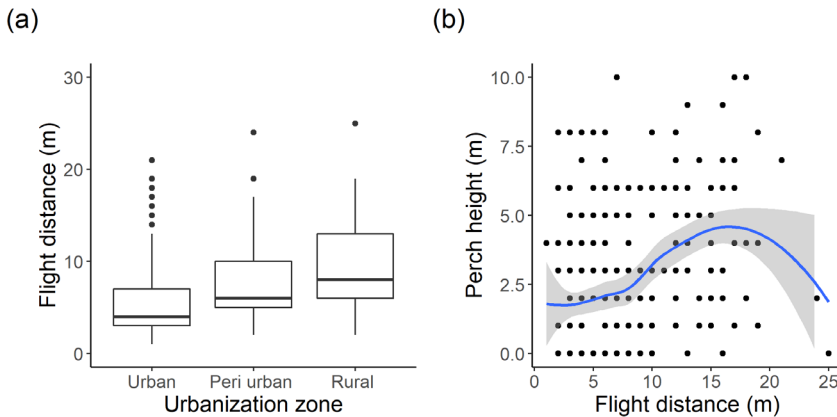 (a)
Flight distance (m)
30
20
10
0
Urban Peri urban Rural
Urbanization zone
(b)
Perch height (m)
10.0
7.5
5.0
2.5
0.0
0 5 10 15 20 25
Flight distance (m)